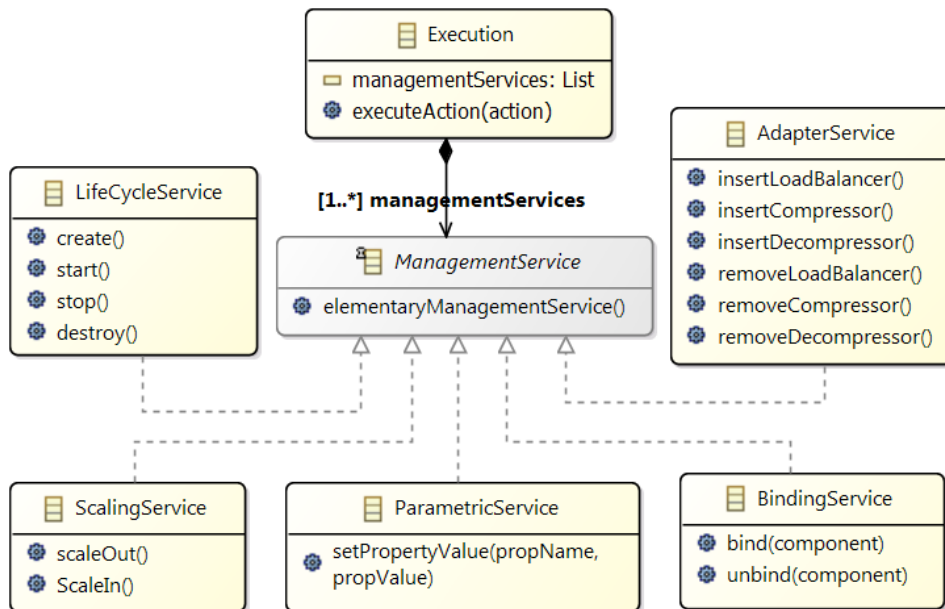 Execution
managementServices: List
executeAction(action)
[1..*] managementServices
LifeCycleService
create()
start()
stop()
destroy()
ManagementService
elementaryManagementService()
AdapterService
insertLoadBalancer()
insertCompressor()
insertDecompressor()
removeLoadBalancer()
removeCompressor()
removeDecompressor()
ScalingService
scaleOut()
ScaleIn()
ParametricService
setPropertyValue(propName,
propValue)
BindingService
bind(component)
unbind(component)